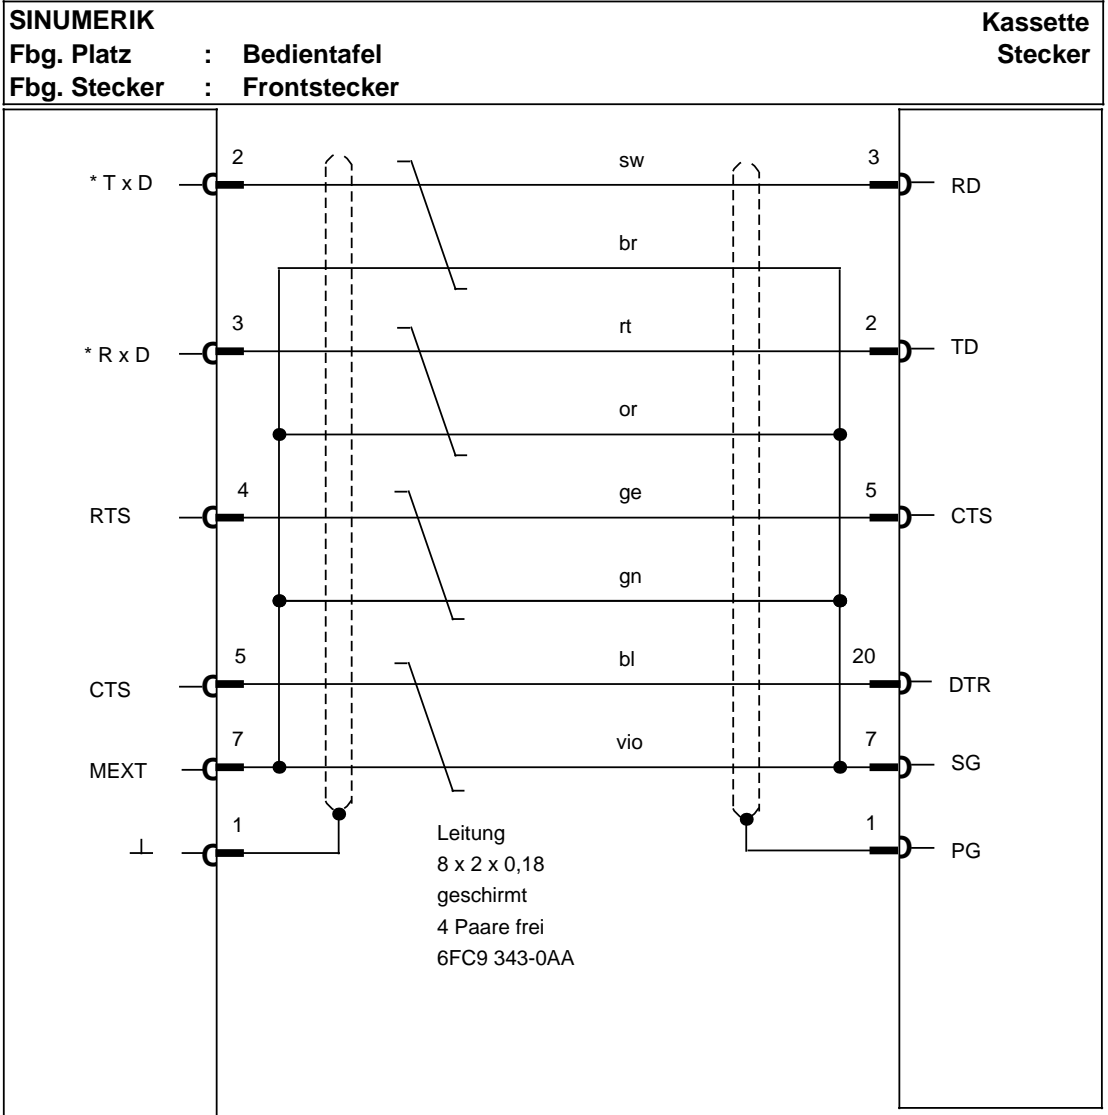 SINUMERIK Kassette
Fbg. Platz : Bedientafel Stecker
Fbg. Stecker : Frontstecker
2 sw 3
* T x D RD
br
3 rt 2
* R x D TD
or
4 ge 5
RTS CTS
gn
5 bl 20
CTS DTR
7 vio 7
MEXT SG
1 1
Leitung
PG
8 x 2 x 0,18
geschirmt
4 Paare frei
6FC9 343-0AA